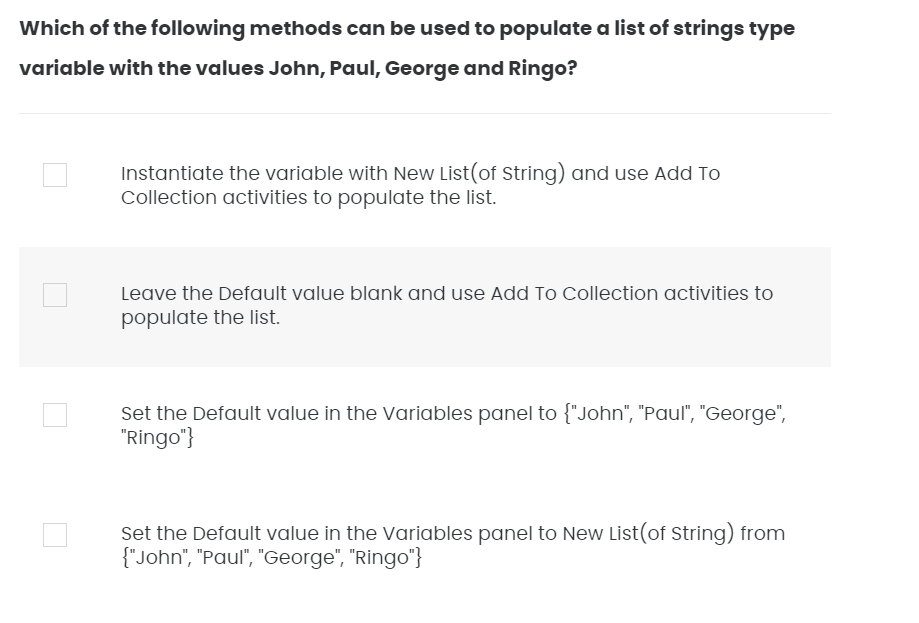 Which of the following methods can be used to populate a list of strings type
variable with the values John, Paul, George and Ringo?
Instantiate the variable with New List(of String) and use Add To
Collection activities to populate the list.
Leave the Default value blank and use Add To Collection activities to
populate the list.
Set the Default value in the Variables panel to {"John", "Paul", "George",
"Ringo"}
Set the Default value in the Variables panel to New List(of String) from
{"John", "Paul", "George", "Ringo"}